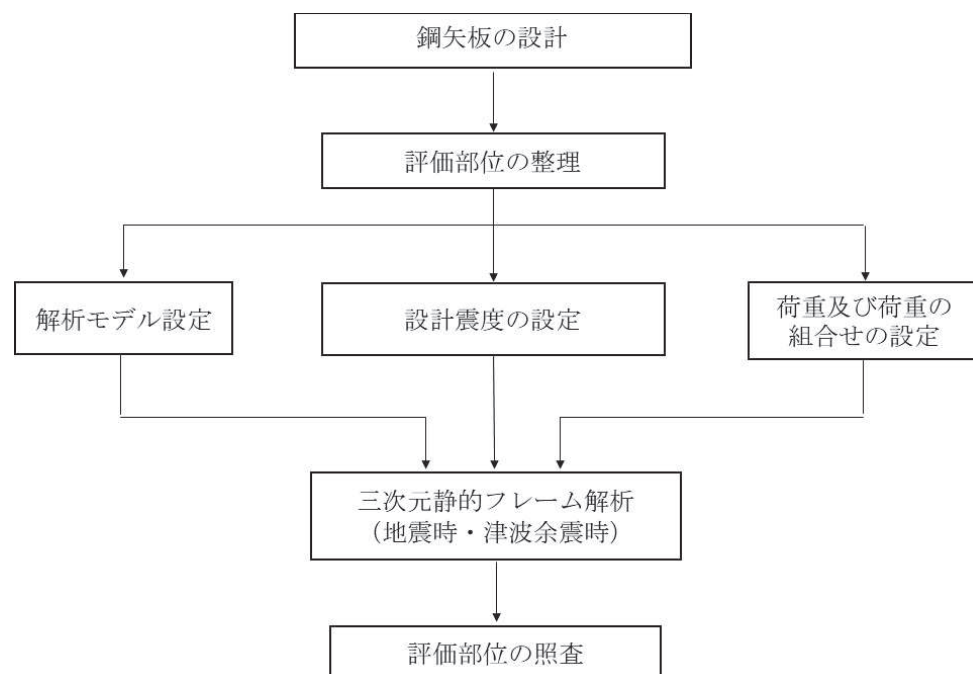 鋼矢板の設計
評価部位の整理
解析モデル設定
設計震度の設定
荷重及び荷重の
組合せの設定
三次元静的フレーム解析
（地震時・津波余震時）
評価部位の照査